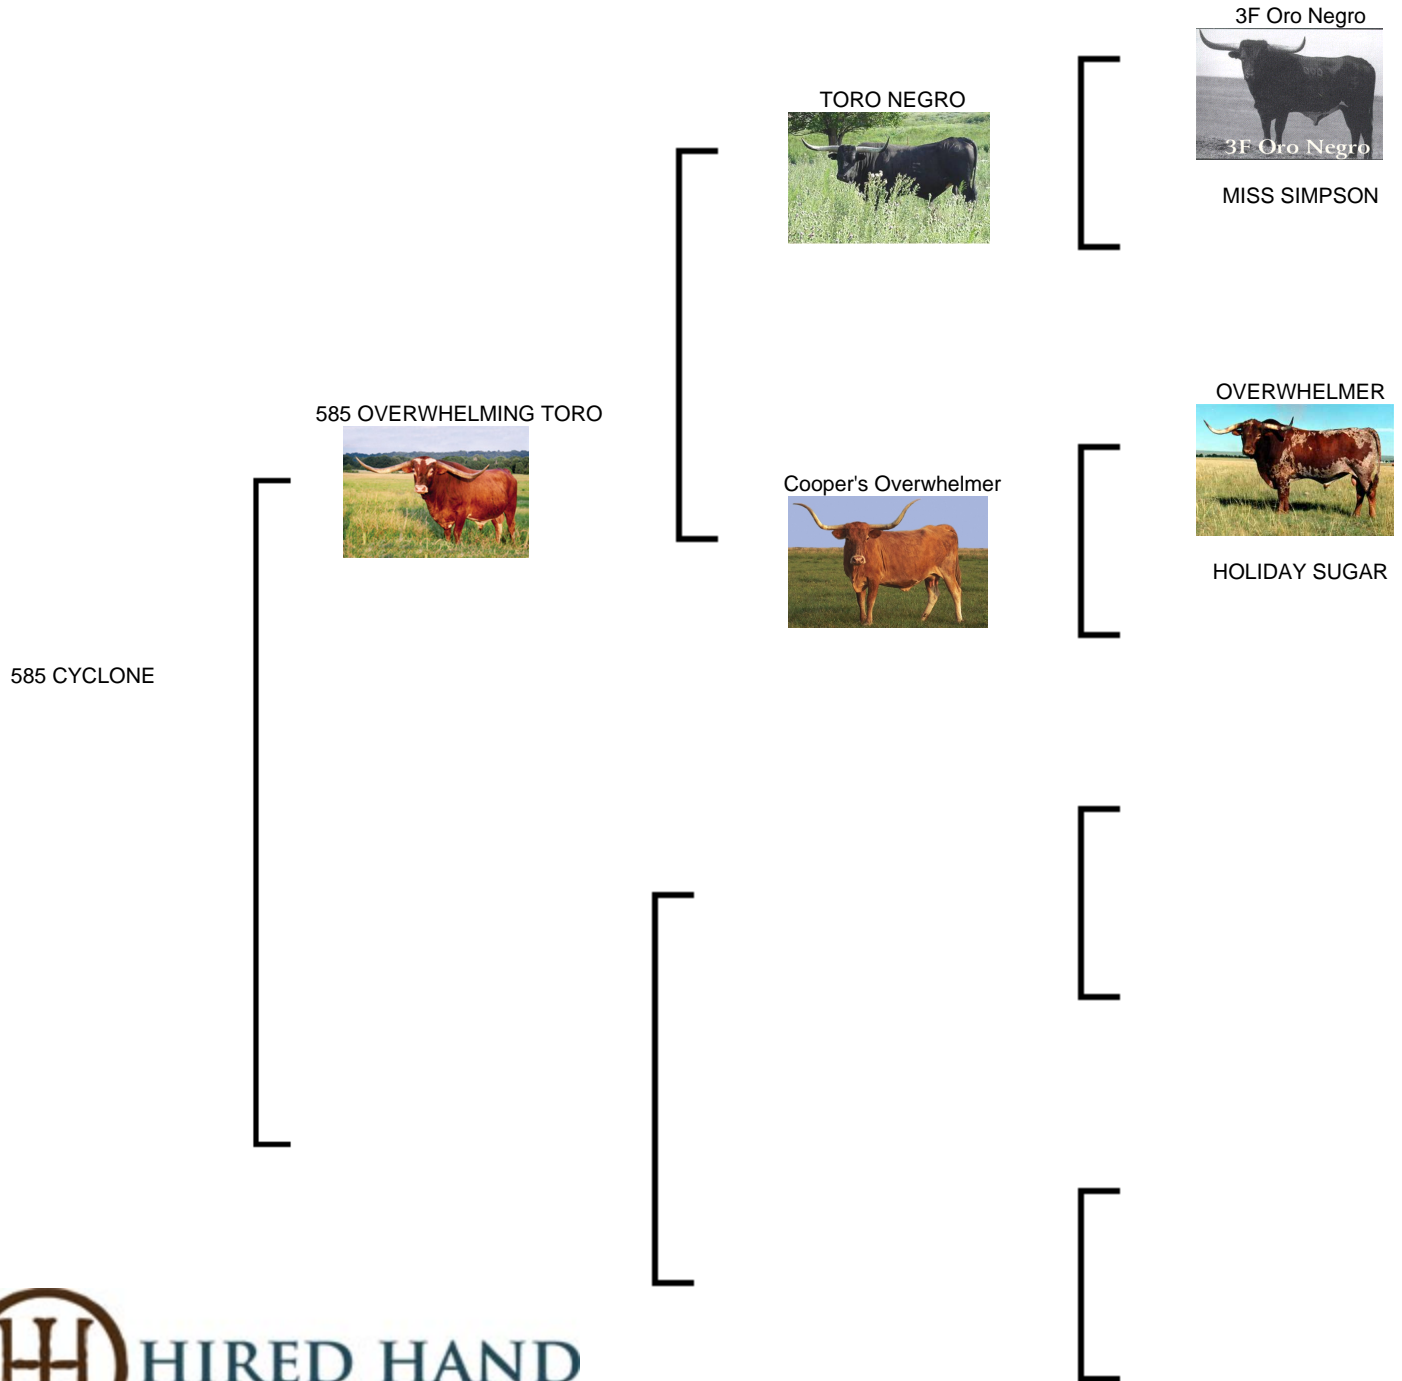 3F Oro Negro
3F Oro Negro
TORO NEGRO
MISS SIMPSON
OVERWHELMER
585 OVERWHELMING TORO
Cooper's Overwhelmer
HOLIDAY SUGAR
585 CYCLONE
HIRED HAND